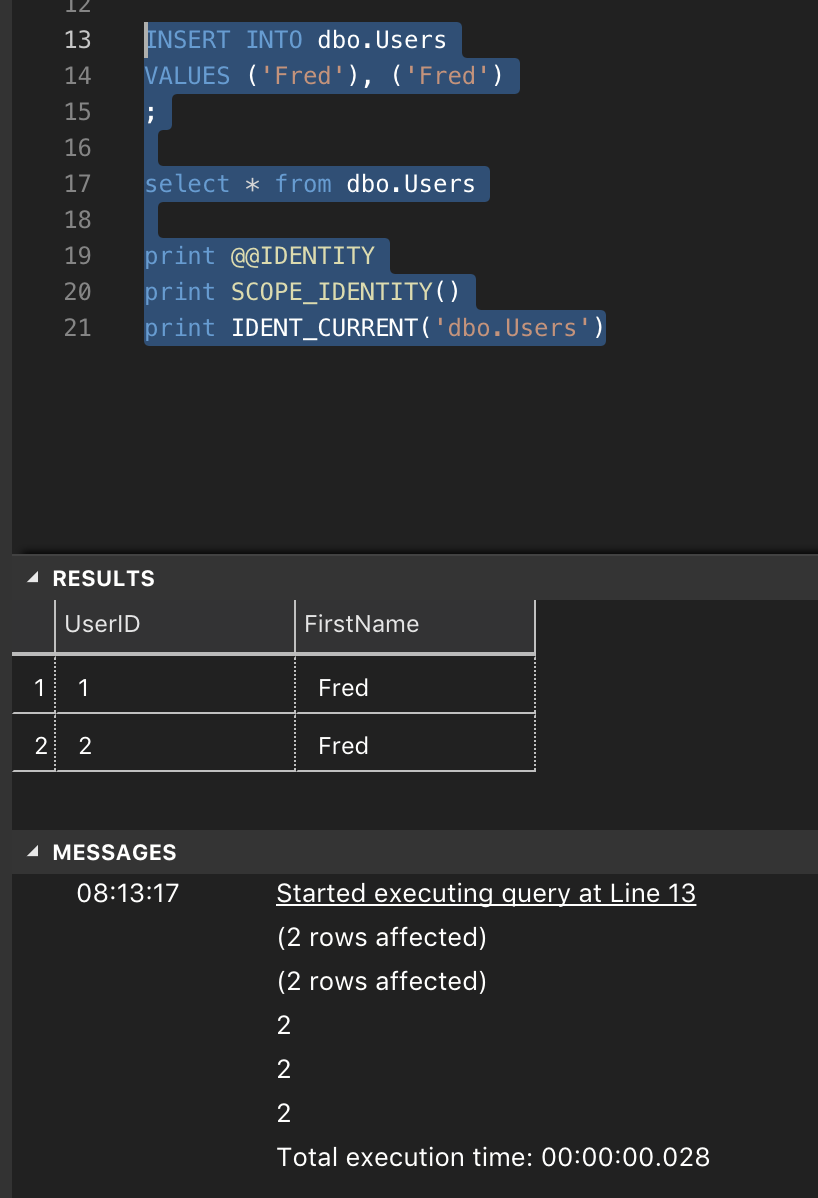 12
13 INSERT INTO dbo.Users
14 VALUES ('Fred'), ('Fred')
15 ;
16
17 select * from dbo.Users
18
19 print @@IDENTITY
20 print SCOPE_IDENTITY()
21 print IDENT_CURRENT('dbo.Users')
RESULTS
UserID FirstName
1 1 Fred
2 2 Fred
MESSAGES
08:13:17 Started executing query at Line 13
(2 rows affected)
(2 rows affected)
2
2
2
Total execution time: 00:00:00.028